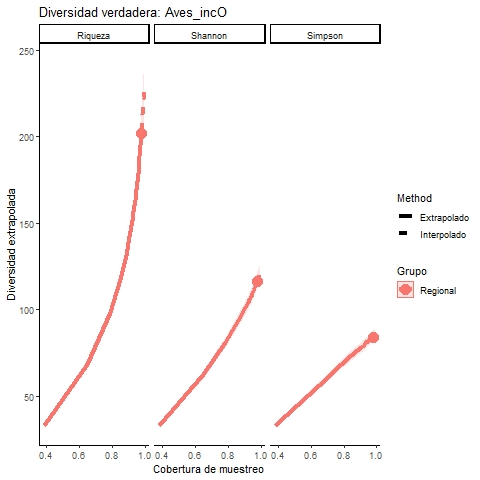 Diversidad verdadera: Aves_incO
Riqueza
Shannon
Simpson
250
200
150
100
50
Diversidad extrapolada
0.4 0.6 0.8 1.0
0.4 0.6 0.8 1.0
0.4 0.6 0.8 1.0
Cobertura de muestreo
Method
Extrapolado
Interpolado
Grupo
Regional